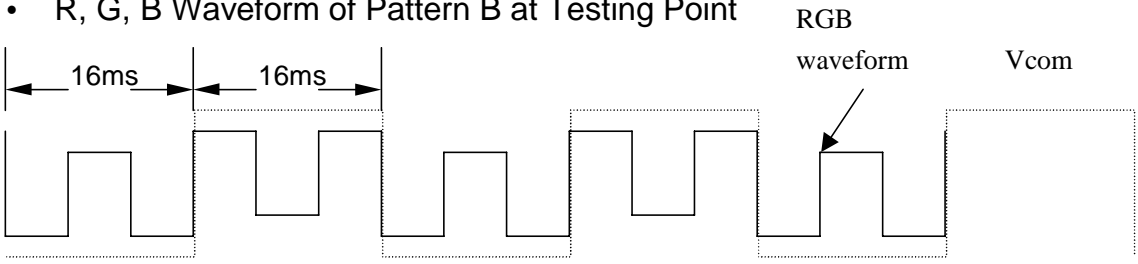 • R, G, B Waveform of Pattern B at Testing Point
RGB
waveform
Vcom
16ms
16ms